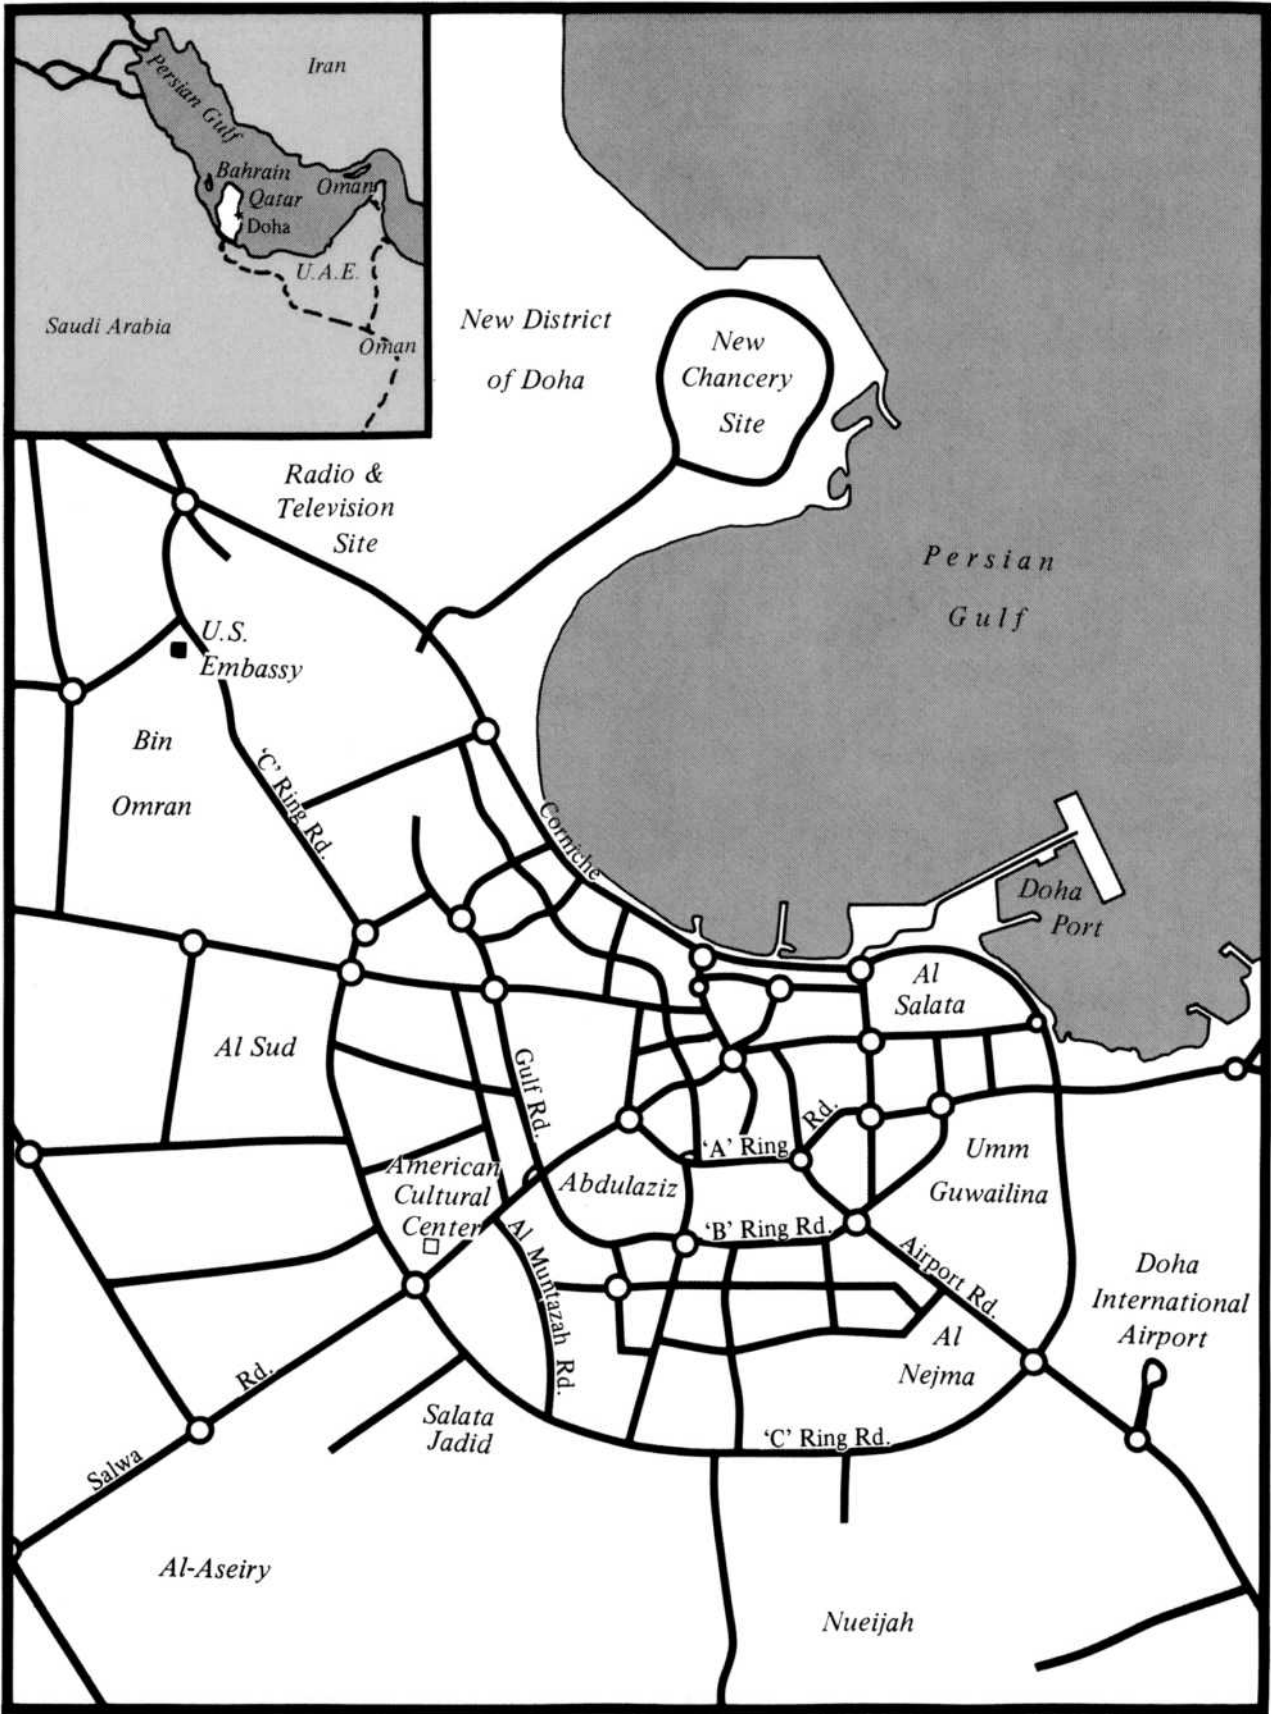 Iran
Persian Gulf
Bahrain
Oman
Qatar
Doha
U.A.E.
Saudi Arabia
Oman
New District
of Doha
New
Chancery
Site
Radio &
Television
Site
Persian
Gulf
U.S.
Embassy
Bin
Omran
'C' Ring Rd.
Corniche
Doha
Port
Al
Salata
Al Sud
Gulf Rd.
'A' Ring Rd.
Umm
Guwailina
American
Cultural
Center
Abdulaziz
'B' Ring Rd.
Al Muntazah Rd.
Airport Rd.
Doha
International
Airport
Al
Nejma
Salwa Rd.
Salata
Jadid
'C' Ring Rd.
Al-Aseiry
Nueijah